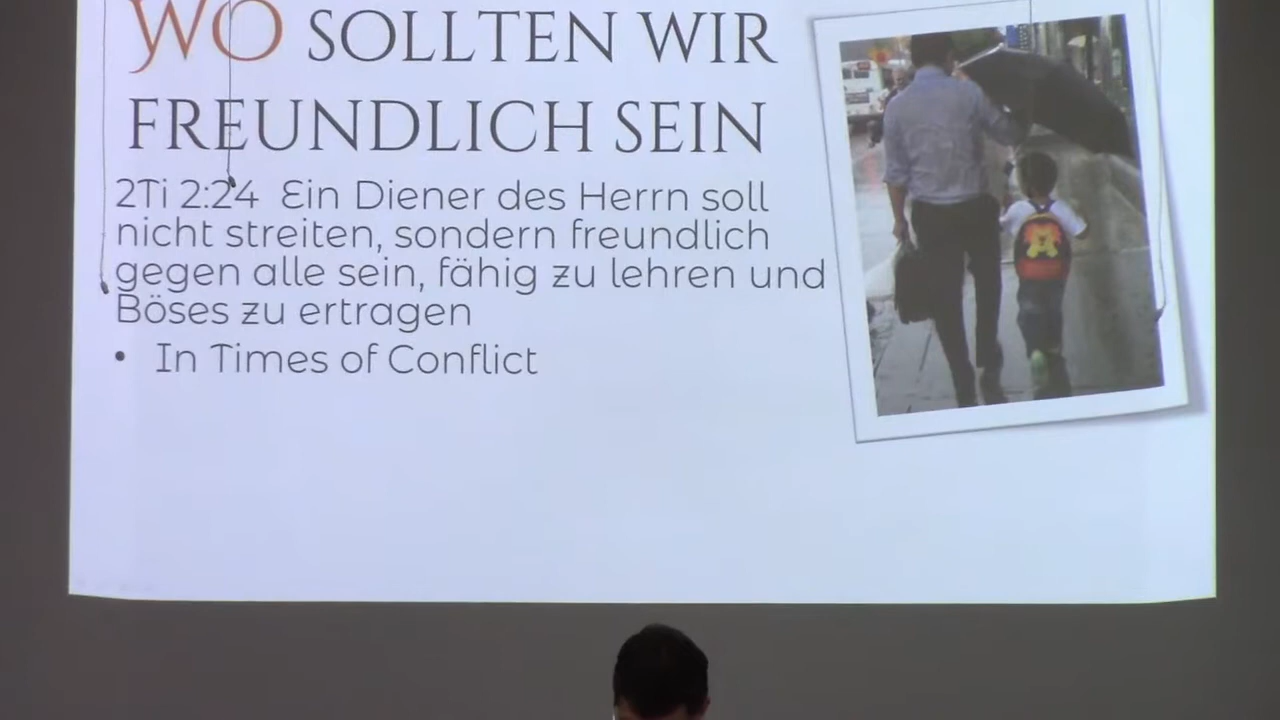 WO SOLLTEN WIR
FREUNDLICH SEIN
2Ti 2:24 Ein Diener des Herrn soll
nicht streiten, sondern freundlich
gegen alle sein, fähig zu lehren und
Böses zu ertragen
• In Times of Conflict